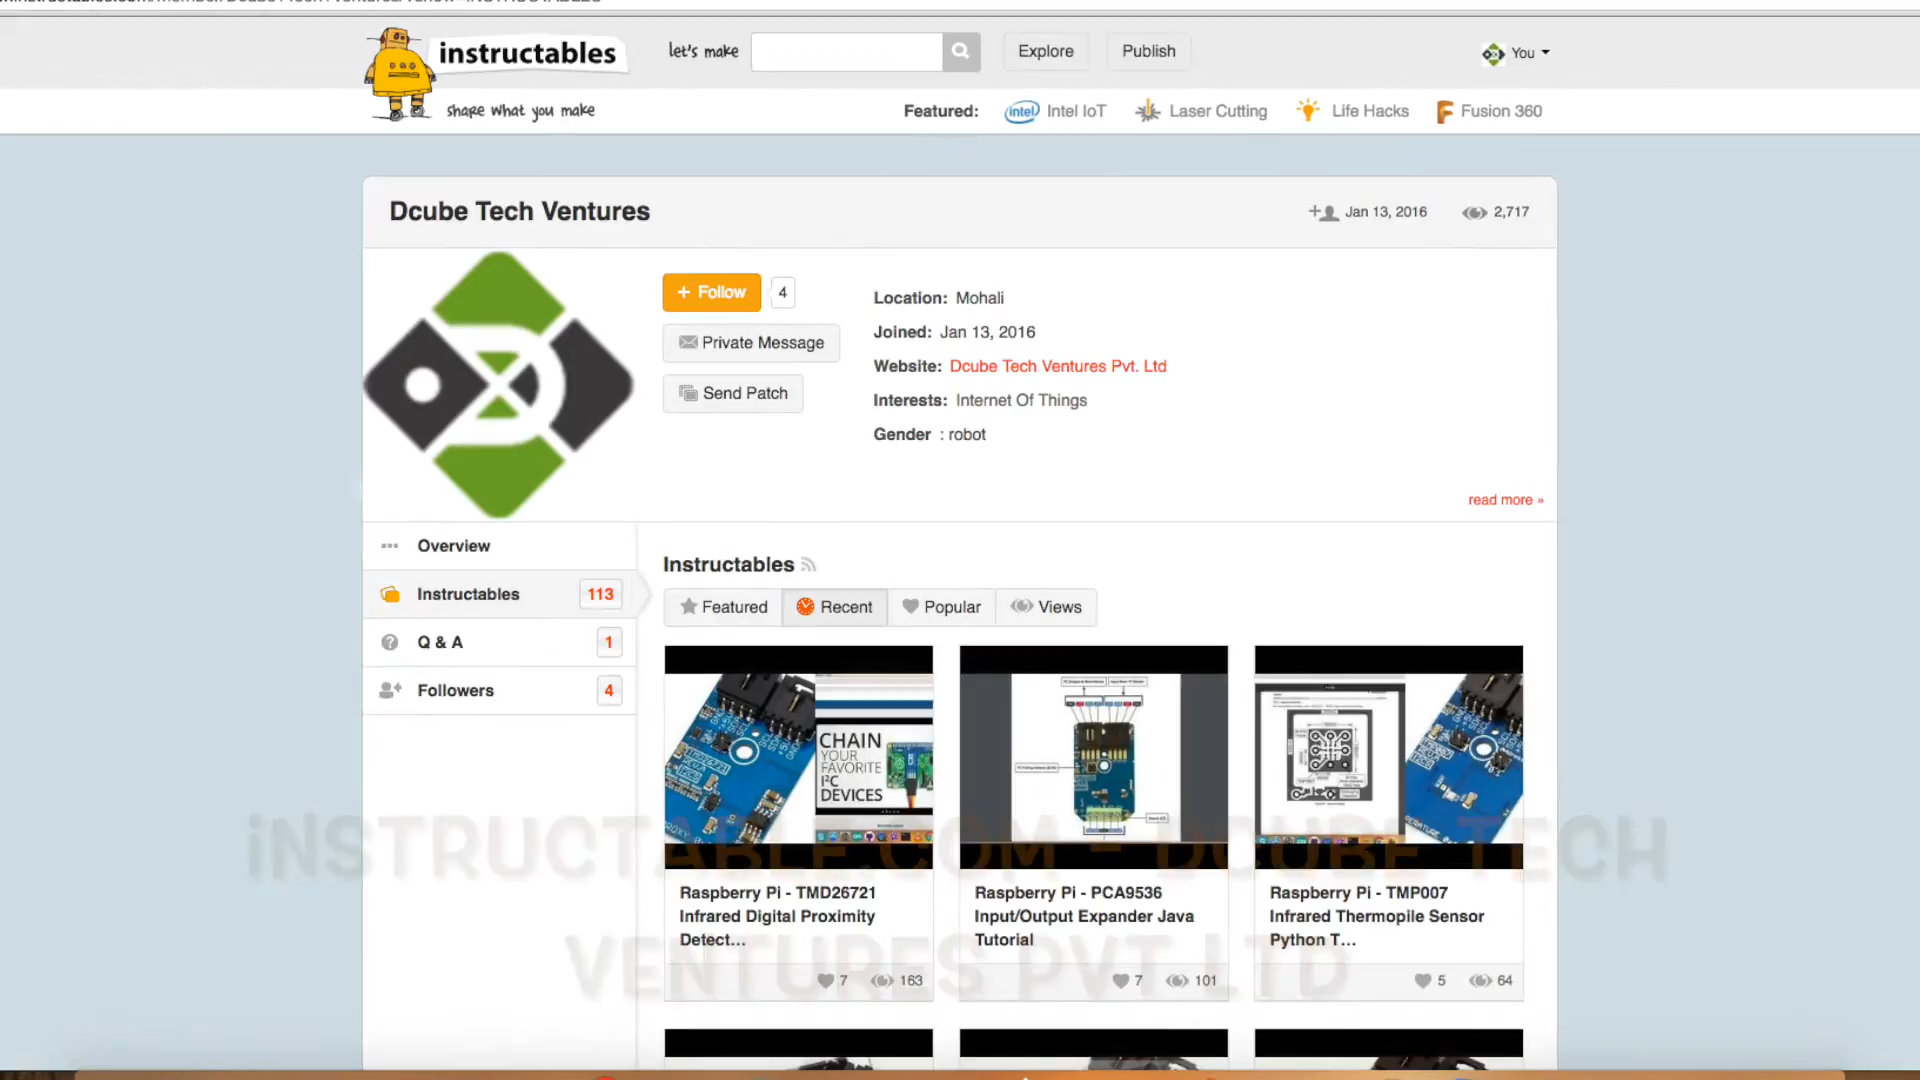 instructables
let's make
Explore
Publish
You
share what you make
Featured:
Intel IoT
Laser Cutting
Life Hacks
Fusion 360
Dcube Tech Ventures
Jan 13, 2016
2,717
+ Follow
4
Private Message
Send Patch
Location: Mohali
Joined: Jan 13, 2016
Website: Dcube Tech Ventures Pvt. Ltd
Interests: Internet Of Things
Gender : robot
read more »
Overview
Instructables 113
Q & A 1
Followers 4
Instructables
Featured
Recent
Popular
Views
CHAIN
YOUR
FAVORITE
I²C
DEVICES
Raspberry Pi - TMD26721
Infrared Digital Proximity
Detect...
7 163
Raspberry Pi - PCA9536
Input/Output Expander Java
Tutorial
7 101
Raspberry Pi - TMP007
Infrared Thermopile Sensor
Python T...
5 64
iNSTRUCTABLE.COM - DCUBE TECH
VENTURES PVT LTD